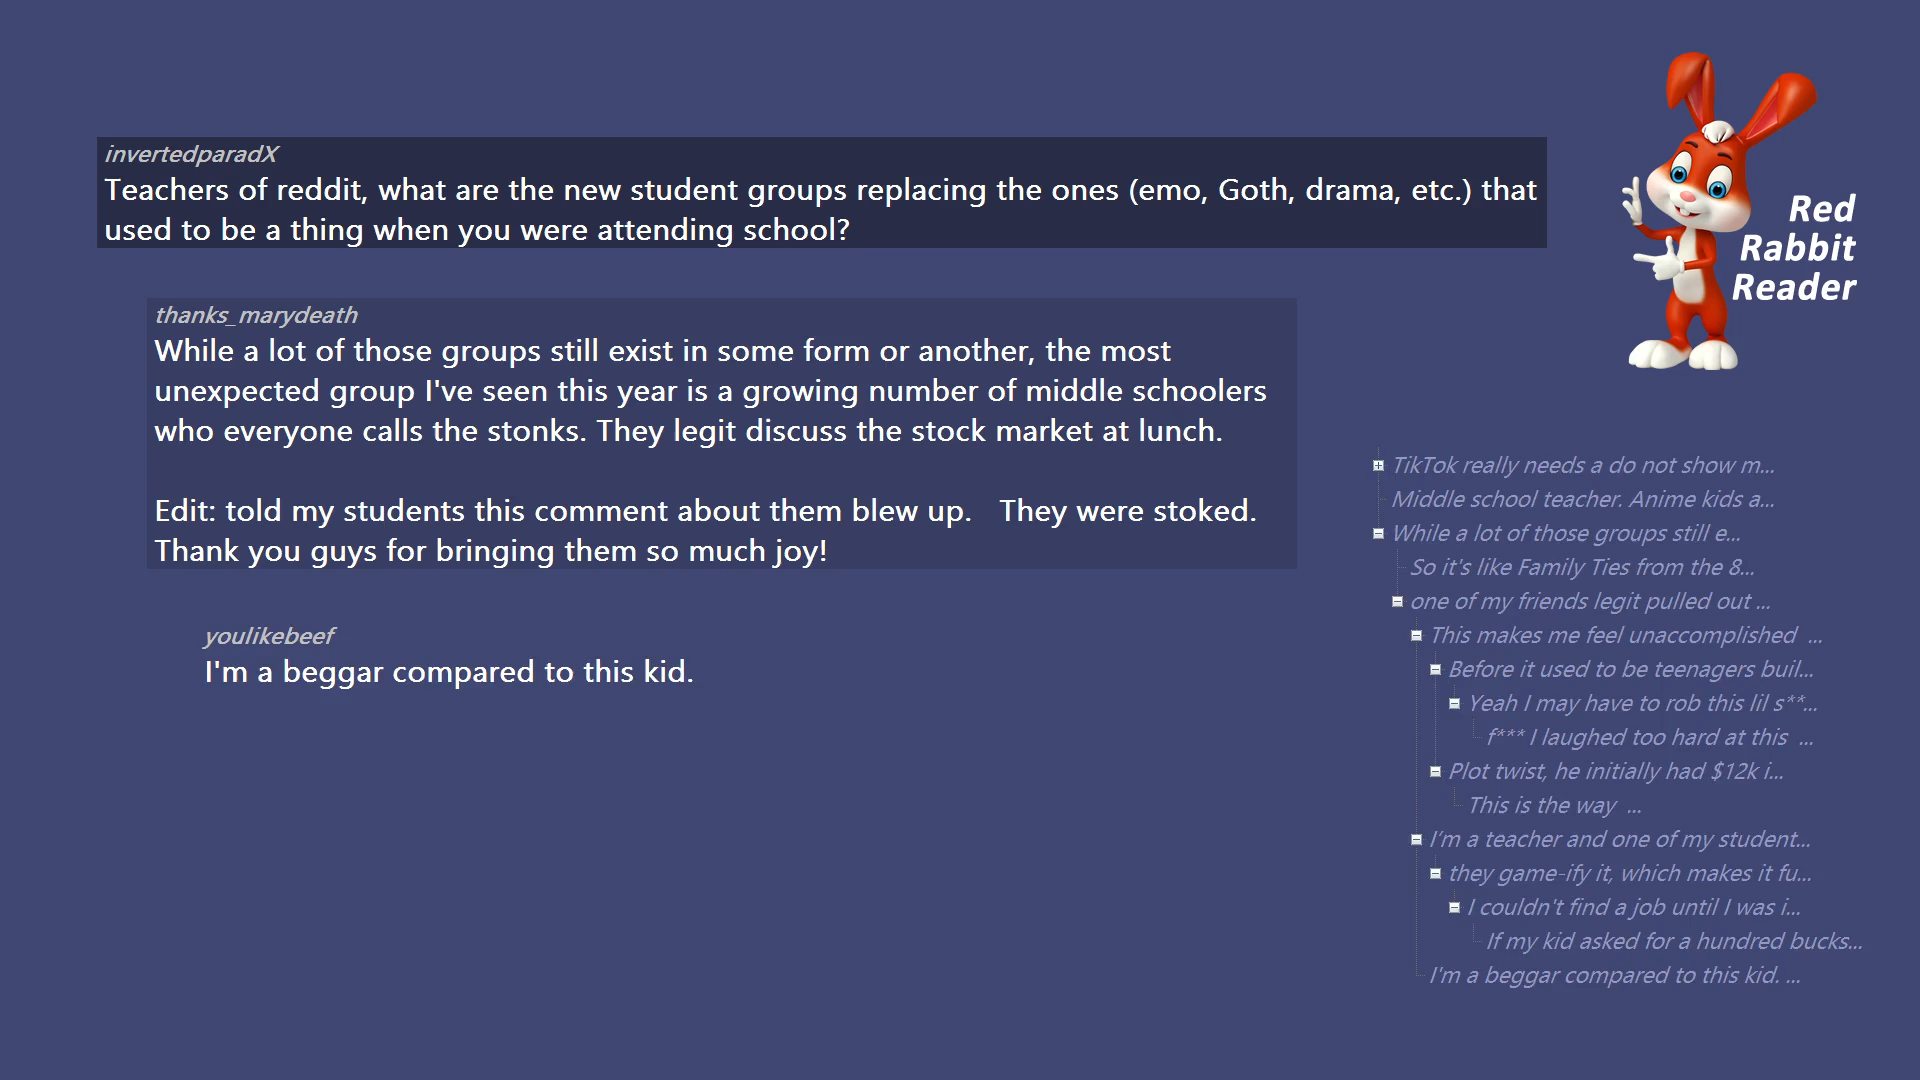 invertedparadX
Teachers of reddit, what are the new student groups replacing the ones (emo, Goth, drama, etc.) that
used to be a thing when you were attending school?
Red
Rabbit
Reader
thanks_marydeath
While a lot of those groups still exist in some form or another, the most
unexpected group I've seen this year is a growing number of middle schoolers
who everyone calls the stonks. They legit discuss the stock market at lunch.
Edit: told my students this comment about them blew up.   They were stoked.
Thank you guys for bringing them so much joy!
youlikebeef
I'm a beggar compared to this kid.
TikTok really needs a do not show m...
Middle school teacher. Anime kids a...
While a lot of those groups still e...
So it's like Family Ties from the 8...
one of my friends legit pulled out ...
This makes me feel unaccomplished  ...
Before it used to be teenagers buil...
Yeah I may have to rob this lil s**...
f*** I laughed too hard at this  ...
Plot twist, he initially had $12k i...
This is the way  ...
I’m a teacher and one of my student...
they game-ify it, which makes it fu...
I couldn't find a job until I was i...
If my kid asked for a hundred bucks...
I'm a beggar compared to this kid. ...